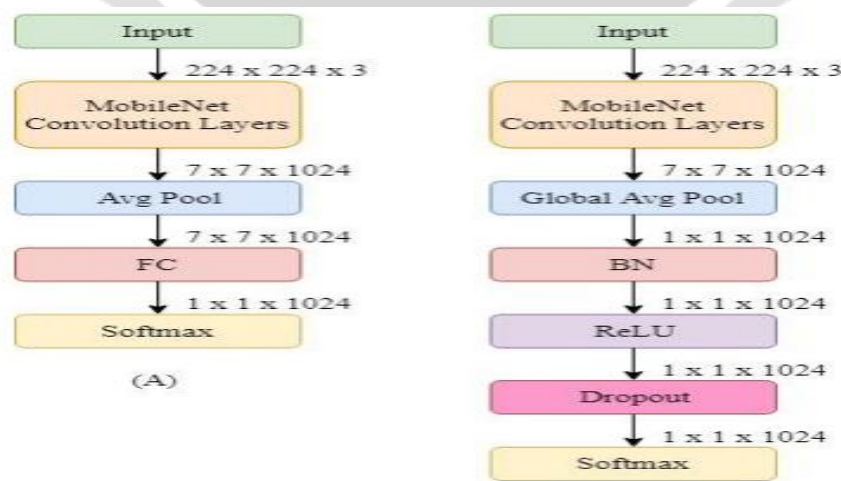 Input
224 x 224 x 3
MobileNet
Convolution Layers
7 x 7 x 1024
Avg Pool
7 x 7 x 1024
FC
1 x 1 x 1024
Softmax
(A)
Input
224 x 224 x 3
MobileNet
Convolution Layers
7 x 7 x 1024
Global Avg Pool
1 x 1 x 1024
BN
1 x 1 x 1024
ReLU
1 x 1 x 1024
Dropout
1 x 1 x 1024
Softmax